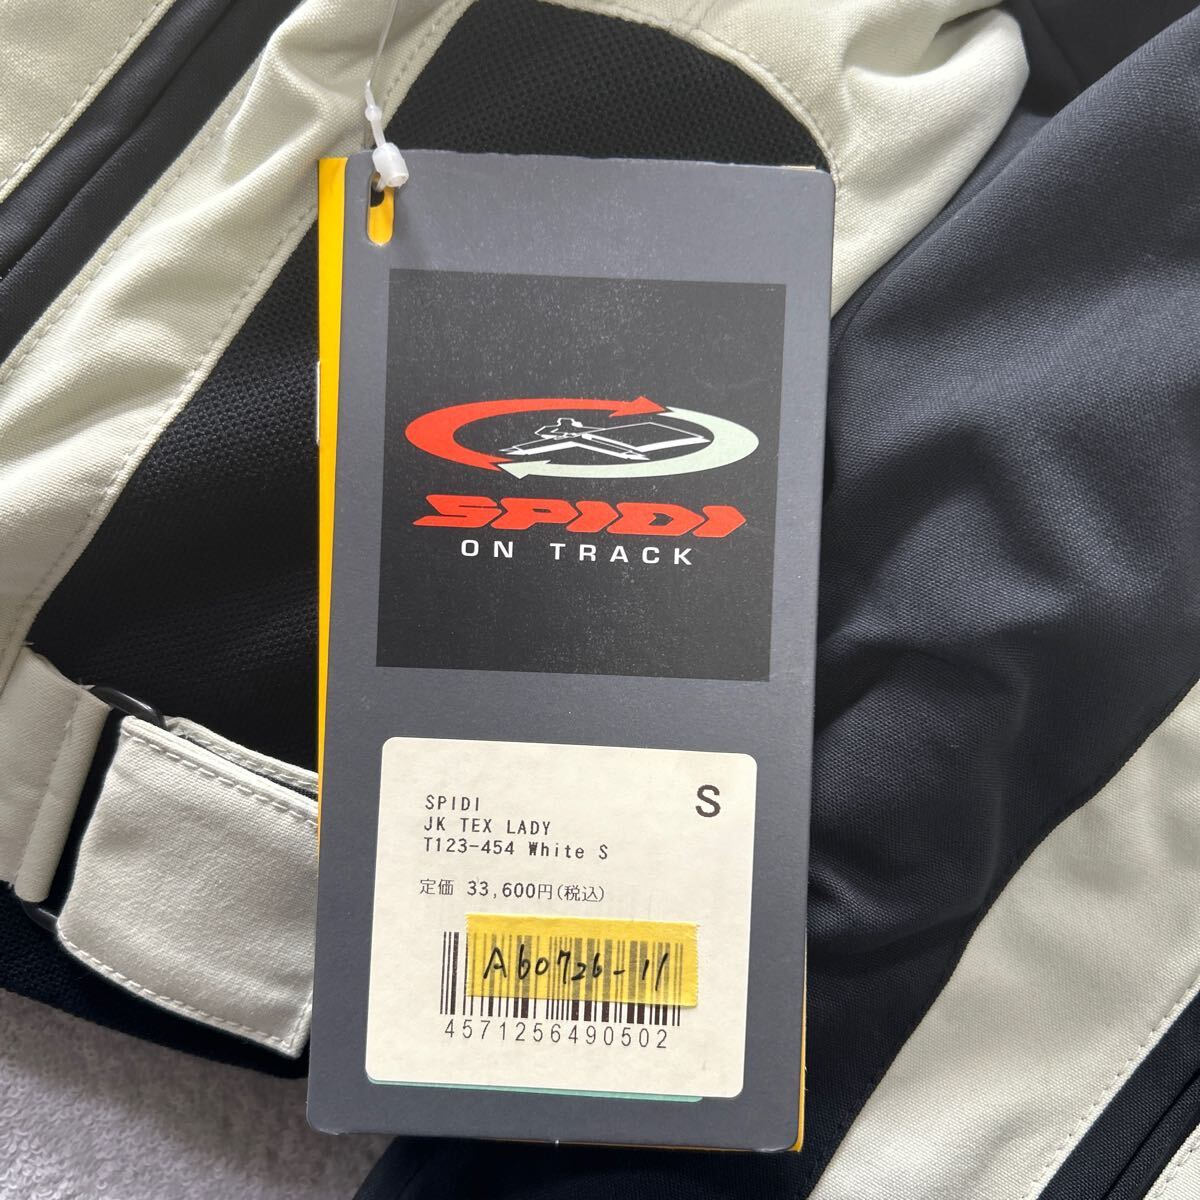 SPIDI
ON TRACK
S
SPIDI
JK TEX LADY
T123-454 White S
定価 33,600円(税込)
A60726-11
4571256490502